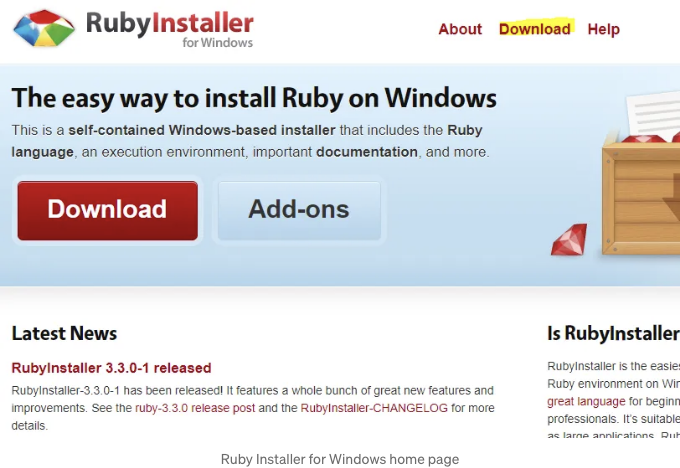 RubyInstaller
for Windows
About Download Help
The easy way to install Ruby on Windows
This is a self-contained Windows-based installer that includes the Ruby
language, an execution environment, important documentation, and more.
Download Add-ons
Latest News
RubyInstaller 3.3.0-1 released
RubyInstaller-3.3.0-1 has been released! It features a whole bunch of great new features and
improvements. See the ruby-3.3.0 release post and the RubyInstaller-CHANGELOG for more
details.
Is RubyInstaller
RubyInstaller is the easies
Ruby environment on Win
great language for beginn
professionals. It's suitable
as large applications. Rub
Ruby Installer for Windows home page